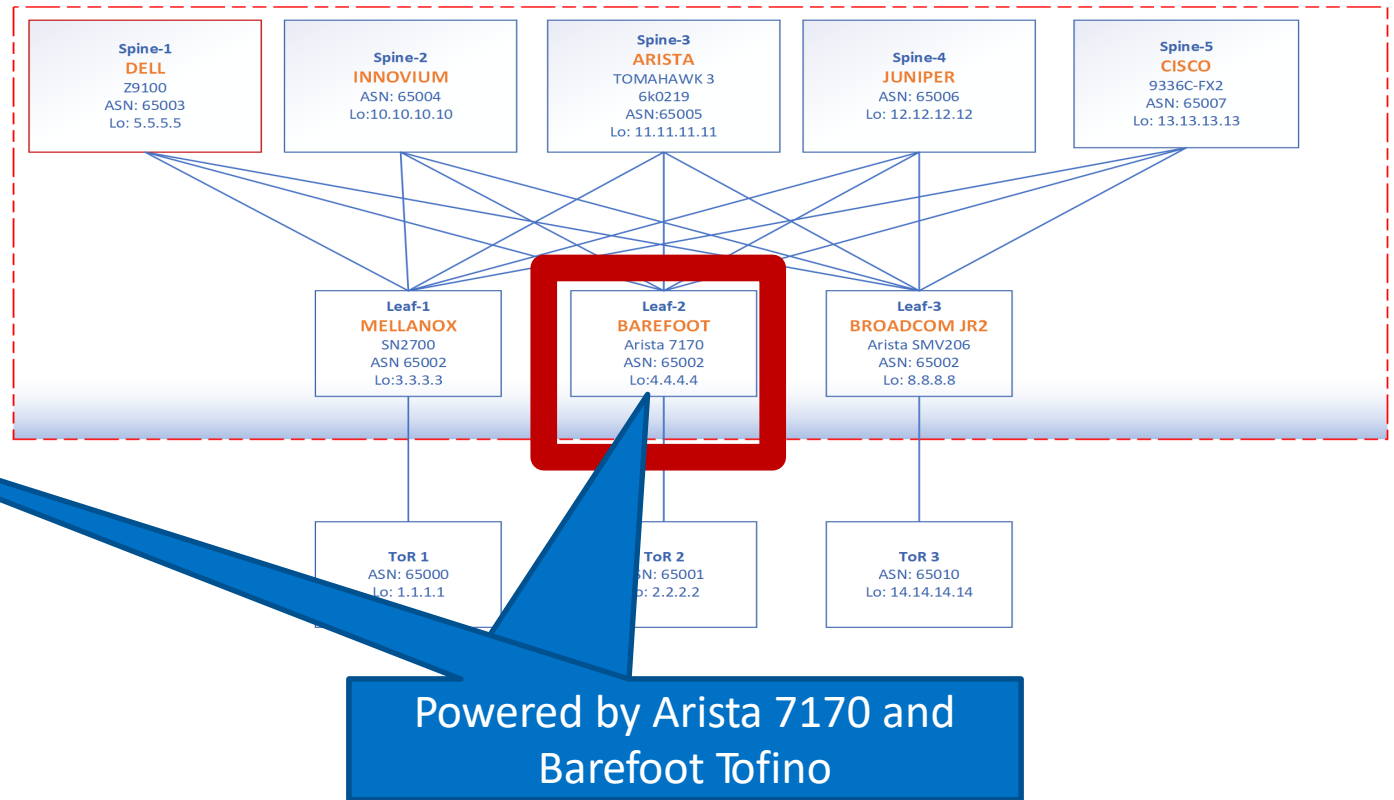 Spine-1
DELL
Z9100
ASN: 65003
Lo: 5.5.5.5
Spine-2
INNOVIUM
ASN: 65004
Lo:10.10.10.10
Spine-3
ARISTA
TOMAHAWK 3
6k0219
ASN:65005
Lo: 11.11.11.11
Spine-4
JUNIPER
ASN: 65006
Lo: 12.12.12.12
Spine-5
CISCO
9336C-FX2
ASN: 65007
Lo: 13.13.13.13
Leaf-1
MELLANOX
SN2700
ASN 65002
Lo:3.3.3.3
Leaf-2
BAREFOOT
Arista 7170
ASN: 65002
Lo:4.4.4.4
Leaf-3
BROADCOM JR2
Arista SMV206
ASN: 65002
Lo: 8.8.8.8
ToR 1
ASN: 65000
Lo: 1.1.1.1
ToR 2
SN: 65001
o: 2.2.2.2
ToR 3
ASN: 65010
Lo: 14.14.14.14
Powered by Arista 7170 and
Barefoot Tofino